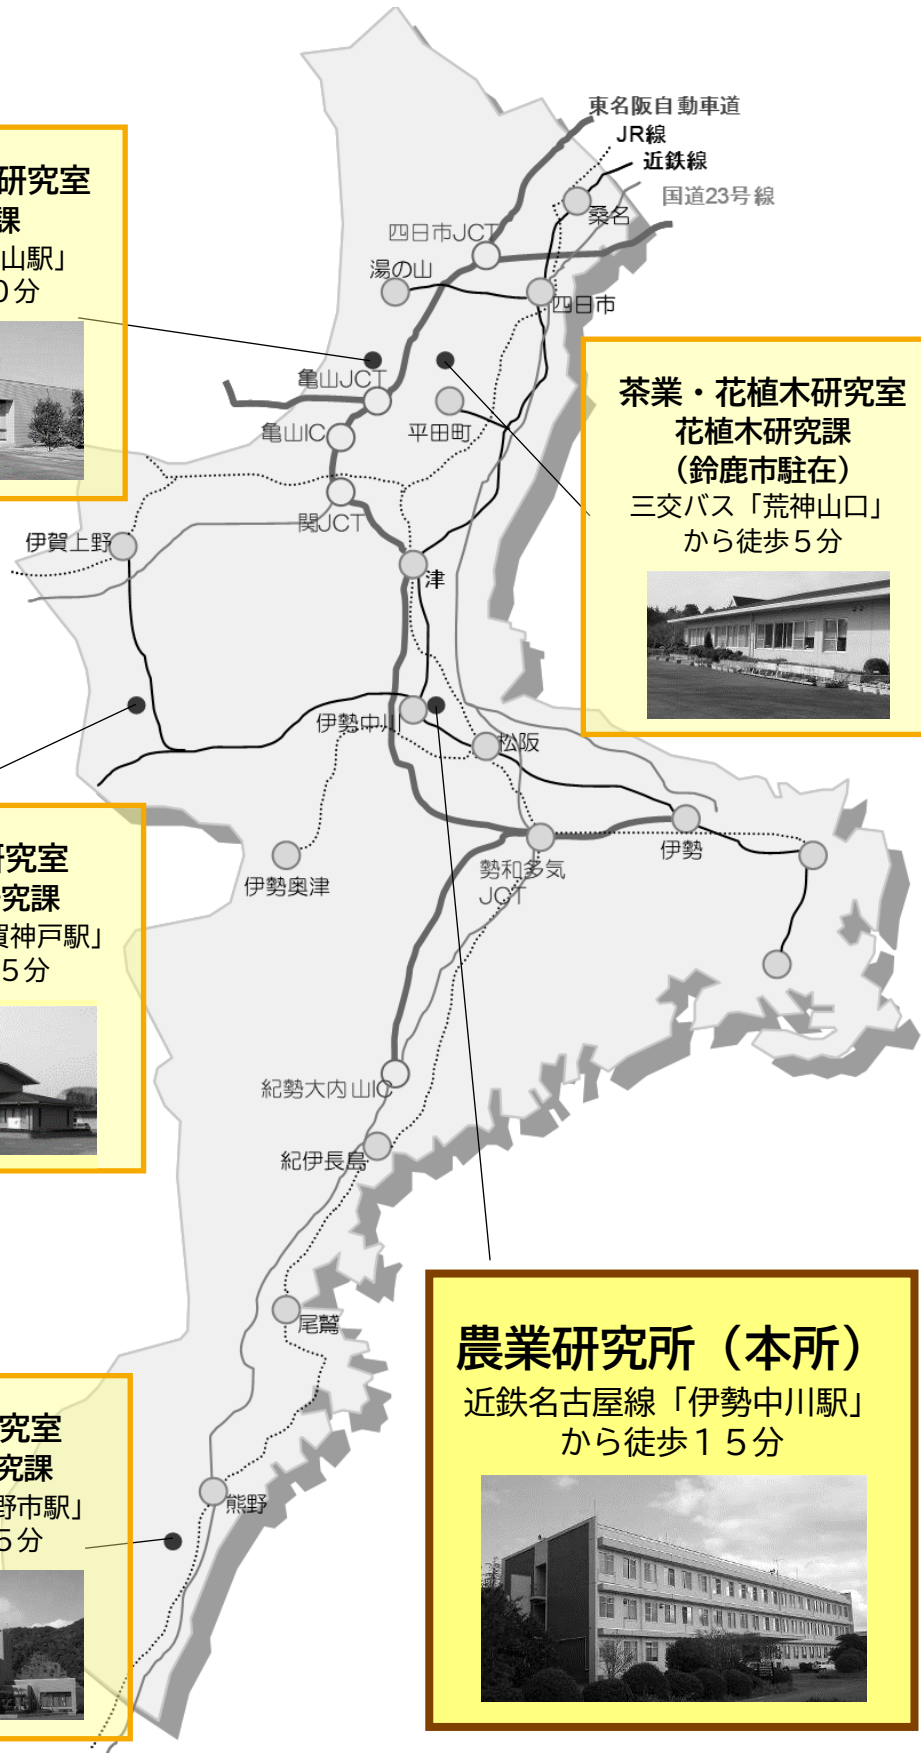 東名阪自動車道
JR線
近鉄線
国道23号線
桑名
四日市JCT
湯の山
四日市
研究室
課
山駅」
０分
亀山JCT
亀山IC
平田町
茶業・花植木研究室
花植木研究課
（鈴鹿市駐在）
三交バス「荒神山口」
から徒歩５分
関JCT
伊賀上野
津
伊勢中川
松阪
伊勢
勢和多気
JCT
伊勢奥津
研究室
究課
賀神戸駅」
５分
紀勢大内山IC
紀伊長島
尾鷲
農業研究所（本所）
近鉄名古屋線「伊勢中川駅」
から徒歩１５分
究室
究課
野市駅」
５分
熊野